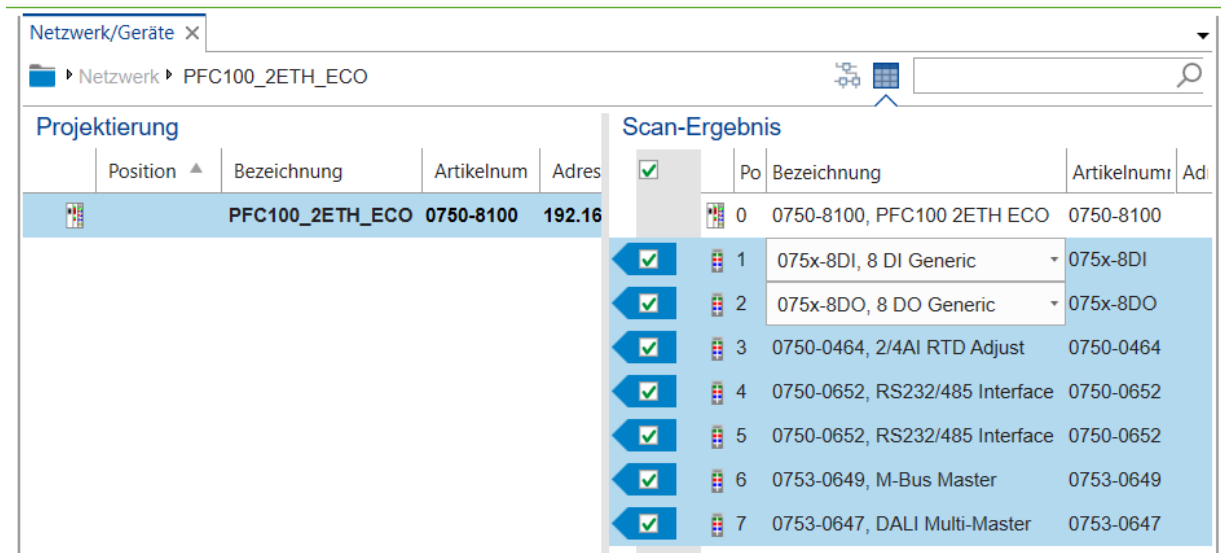 Netzwerk/Geräte
Netzwerk PFC100_2ETH_ECO
Projektierung
Scan-Ergebnis
Position Bezeichnung Artikelnum Adres
Po Bezeichnung Artikelnumr Ad
PFC100_2ETH_ECO 0750-8100 192.16
0 0750-8100, PFC100 2ETH ECO 0750-8100
1 075x-8DI, 8 DI Generic 075x-8DI
2 075x-8DO, 8 DO Generic 075x-8DO
3 0750-0464, 2/4AI RTD Adjust 0750-0464
4 0750-0652, RS232/485 Interface 0750-0652
5 0750-0652, RS232/485 Interface 0750-0652
6 0753-0649, M-Bus Master 0753-0649
7 0753-0647, DALI Multi-Master 0753-0647